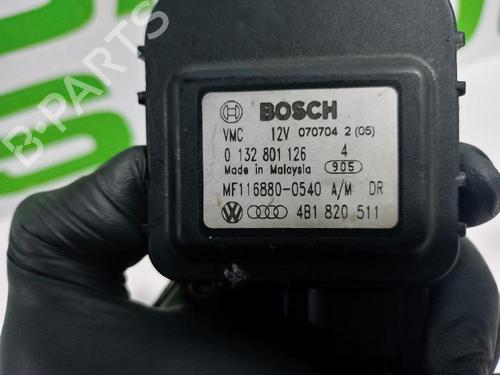 B-PARTS
BOSCH
VMC 12V 070704 2 (05)
0 132 801 126 4
Made in Malaysia 905
MF116880-0540 A/M DR
4B1 820 511